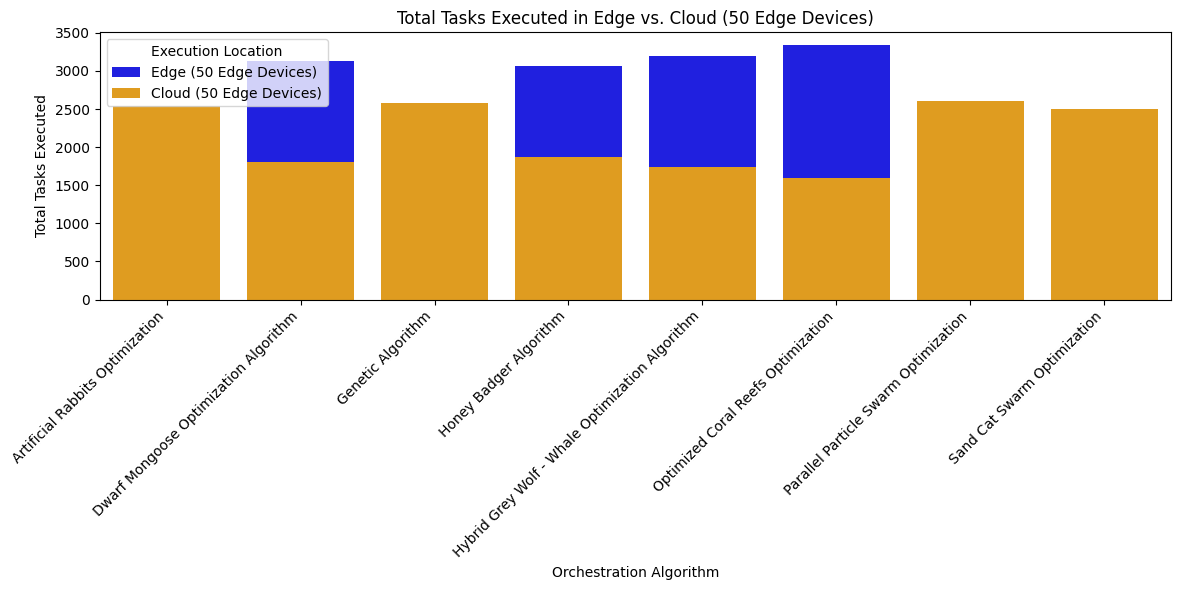 Total Tasks Executed in Edge vs. Cloud (50 Edge Devices)
Execution Location
Edge (50 Edge Devices)
Cloud (50 Edge Devices)
Total Tasks Executed
3500
3000
2500
2000
1500
1000
500
0
Artificial Rabbits Optimization
Dwarf Mongoose Optimization Algorithm
Genetic Algorithm
Honey Badger Algorithm
Hybrid Grey Wolf - Whale Optimization Algorithm
Optimized Coral Reefs Optimization
Parallel Particle Swarm Optimization
Sand Cat Swarm Optimization
Orchestration Algorithm